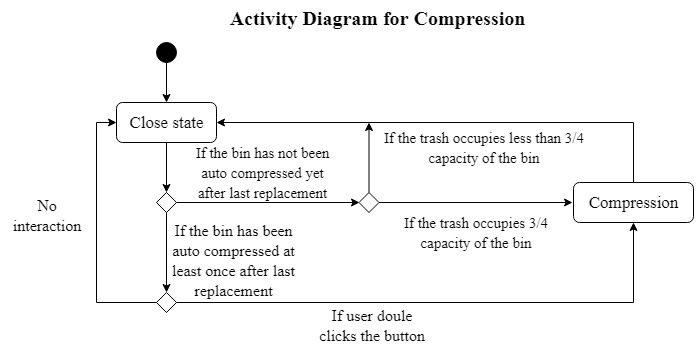 Activity Diagram for Compression
Close state
If the bin has not been
auto compressed yet
after last replacement
If the trash occupies less than 3/4
capacity of the bin
No
interaction
Compression
If the trash occupies 3/4
capacity of the bin
If the bin has been
auto compressed at
least once after last
replacement
If user doule
clicks the button